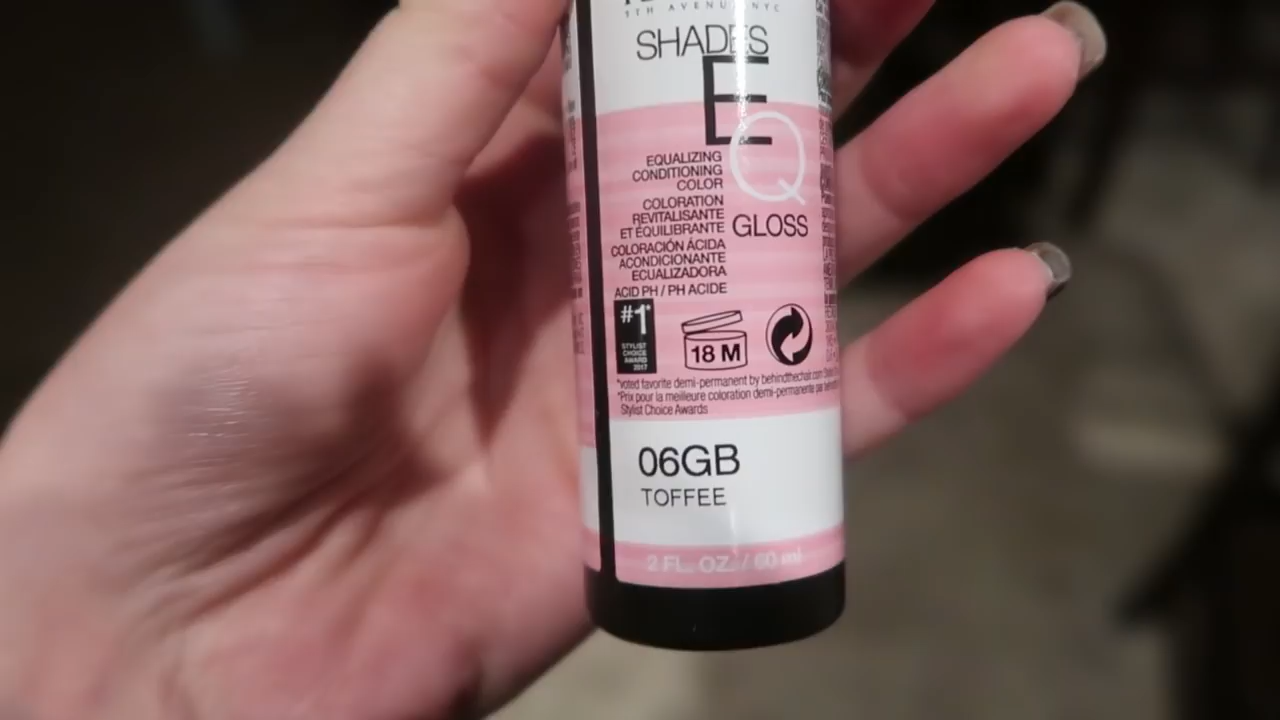 5TH AVENUE NYC
SHADES
EQ
EQUALIZING
CONDITIONING
COLOR
COLORATION
REVITALISANTE
ET ÉQUILIBRANTE
GLOSS
COLORACIÓN ÁCIDA
ACONDICIONANTE
ECUALIZADORA
ACID PH / PH ACIDE
#1*
STYLIST
CHOICE
AWARD
2017
18 M
*voted favorite demi-permanent by behindthechair.com
*Prix pour la meilleure coloration demi-permanente par
Stylist Choice Awards
06GB
TOFFEE
2 FL. OZ. / 60 ml